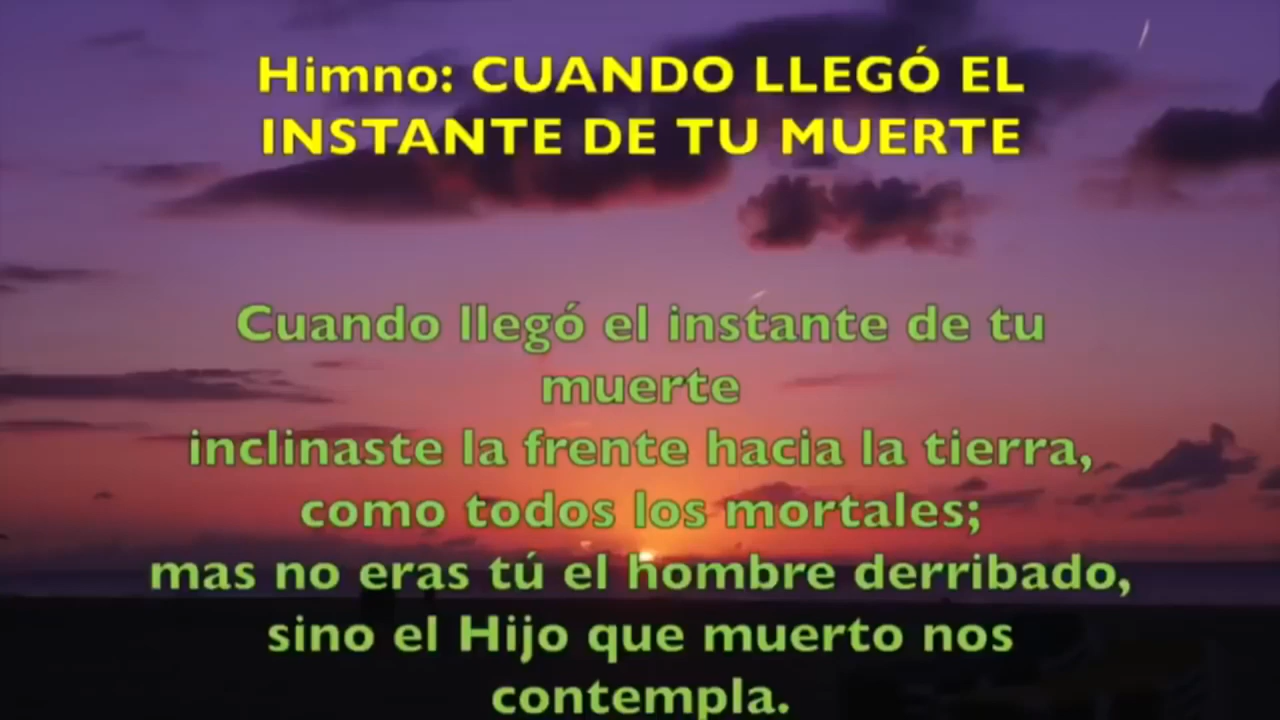 Himno: CUANDO LLEGÓ EL
INSTANTE DE TU MUERTE
Cuando llegó el instante de tu
muerte
inclinaste la frente hacia la tierra,
como todos los mortales;
mas no eras tú el hombre derribado,
sino el Hijo que muerto nos
contempla.